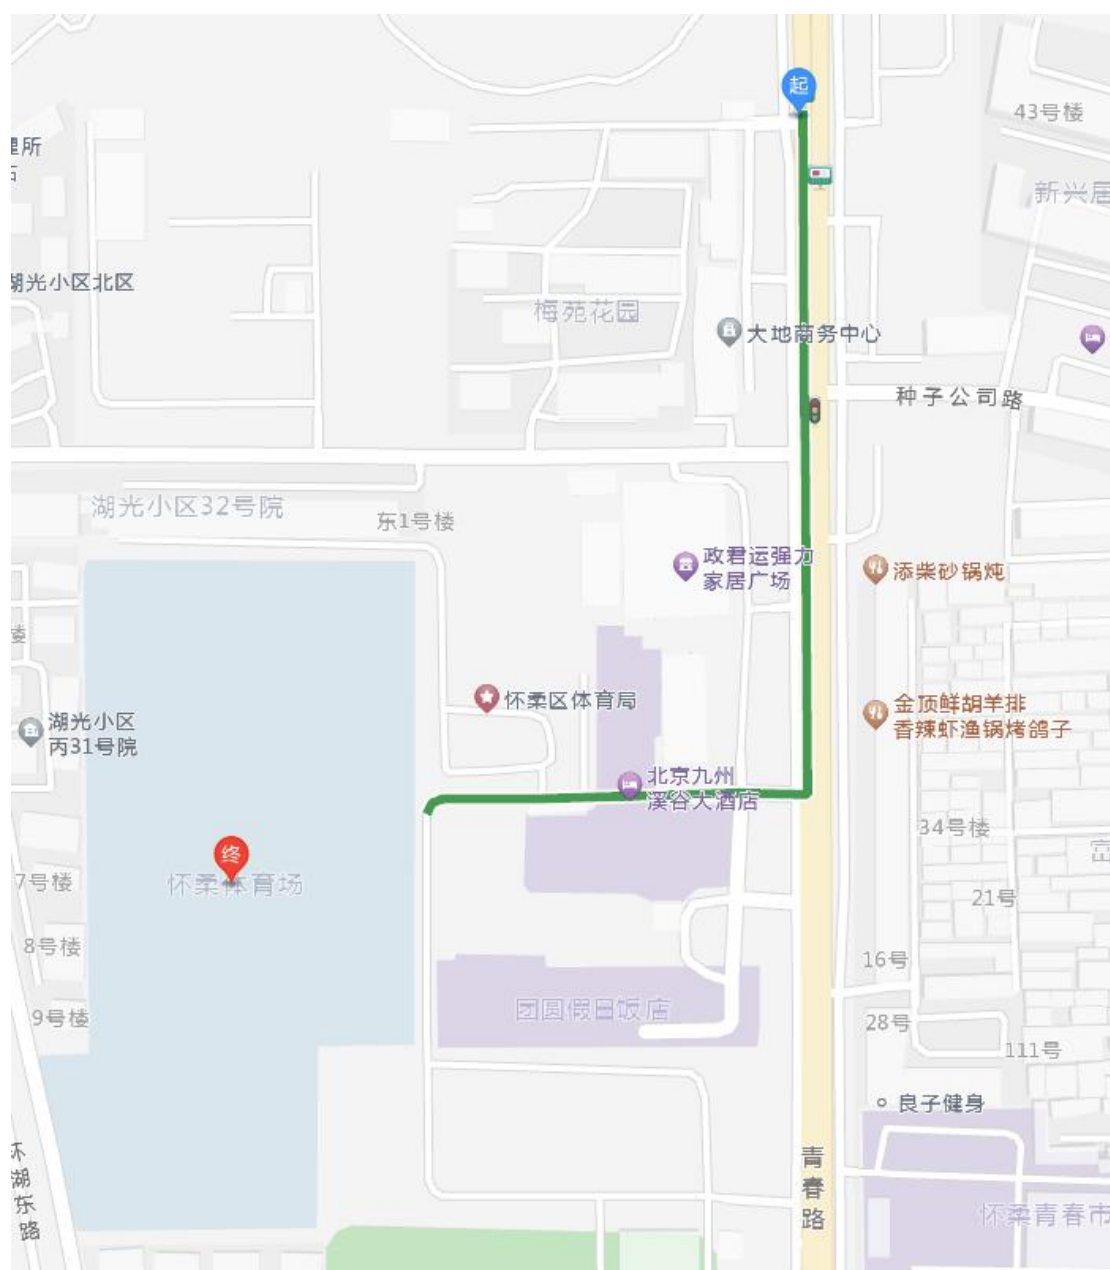 起
43号楼
理所
新兴居
湖光小区北区
梅苑花园
大地商务中心
种子公司路
湖光小区32号院
东1号楼
政君运强力
家居广场
添柴砂锅炖
楼
怀柔区体育局
金顶鲜胡羊排
香辣虾渔锅烤鸽子
湖光小区
丙31号院
北京九州
溪谷大酒店
34号楼
终
怀柔体育场
7号楼
富
21号
8号楼
16号
团圆假日饭店
9号楼
28号
111号
良子健身
青春路
环湖东路
怀柔青春市